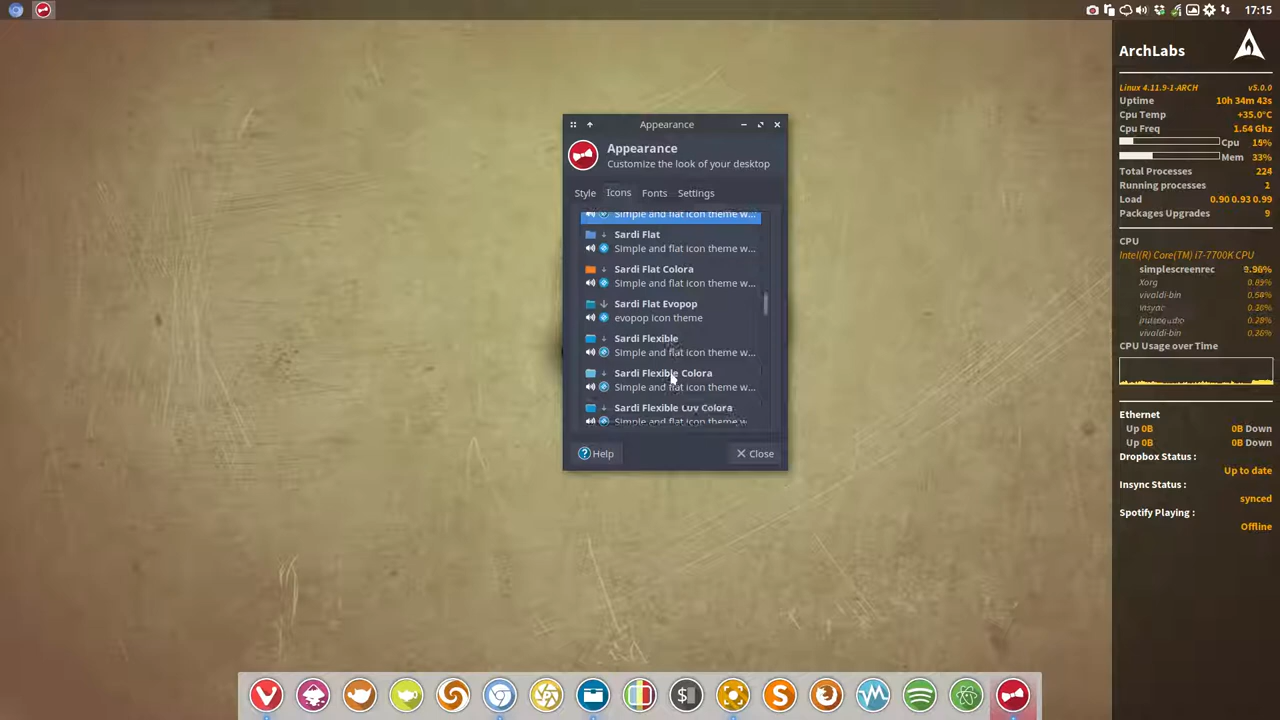 17:15
ArchLabs
Linux 4.11.9-1-ARCH v5.0.0
Uptime 10h 34m 43s
Cpu Temp +35.0°C
Cpu Freq 1.64 Ghz
Cpu 15%
Mem 33%
Total Processes 224
Running processes
Load 0.90 0.93 0.99
Packages Upgrades 9
CPU
Intel(R) Core(TM) i7-7700K CPU
simplescreenrec
Xorg
vivaldi-bin
insync
vivaldi-bin
CPU Usage over Time
Ethernet
Up 0B 0B Down
Up 0B 0B Down
Dropbox Status :
Up to date
Insync Status :
synced
Spotify Playing :
Offline
Appearance
Appearance
Customize the look of your desktop
Style Icons Fonts Settings
Simple and flat icon theme w...
Sardi Flat
Simple and flat icon theme w...
Sardi Flat Colora
Simple and flat icon theme w...
Sardi Flat Evopop
evopop icon theme
Sardi Flexible
Simple and flat icon theme w...
Sardi Flexible Colora
Simple and flat icon theme w...
Sardi Flexible Luv Colora
Simple and flat icon theme w
Help Close